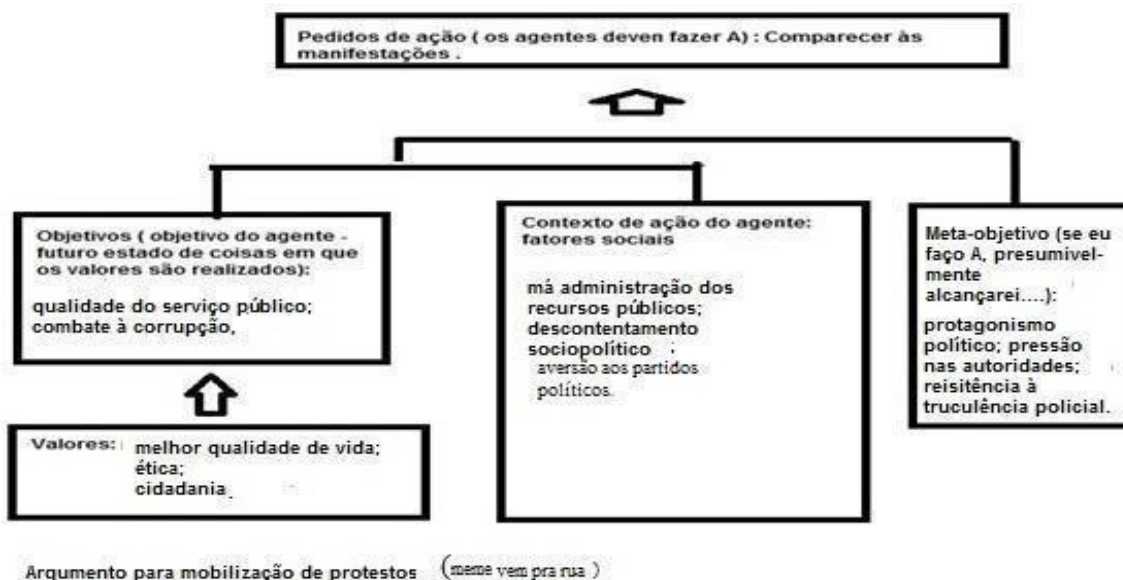 Pedidos de ação ( os agentes deven fazer A) : Comparecer às
manifestações .
Objetivos ( objetivo do agente -
futuro estado de coisas em que
os valores são realizados):
qualidade do serviço público;
combate à corrupção,
Valores: melhor qualidade de vida;
ética;
cidadania
Contexto de ação do agente:
fatores sociais
má administração dos
recursos públicos;
descontentamento
sociopolítico ;
aversão aos partidos
políticos.
Meta-objetivo (se eu
faço A, presumivel-
mente
alcançarei....):
protagonismo
político; pressão
nas autoridades;
reisitência à
truculência policial.
Argumento para mobilização de protestos (meme vem pra rua )